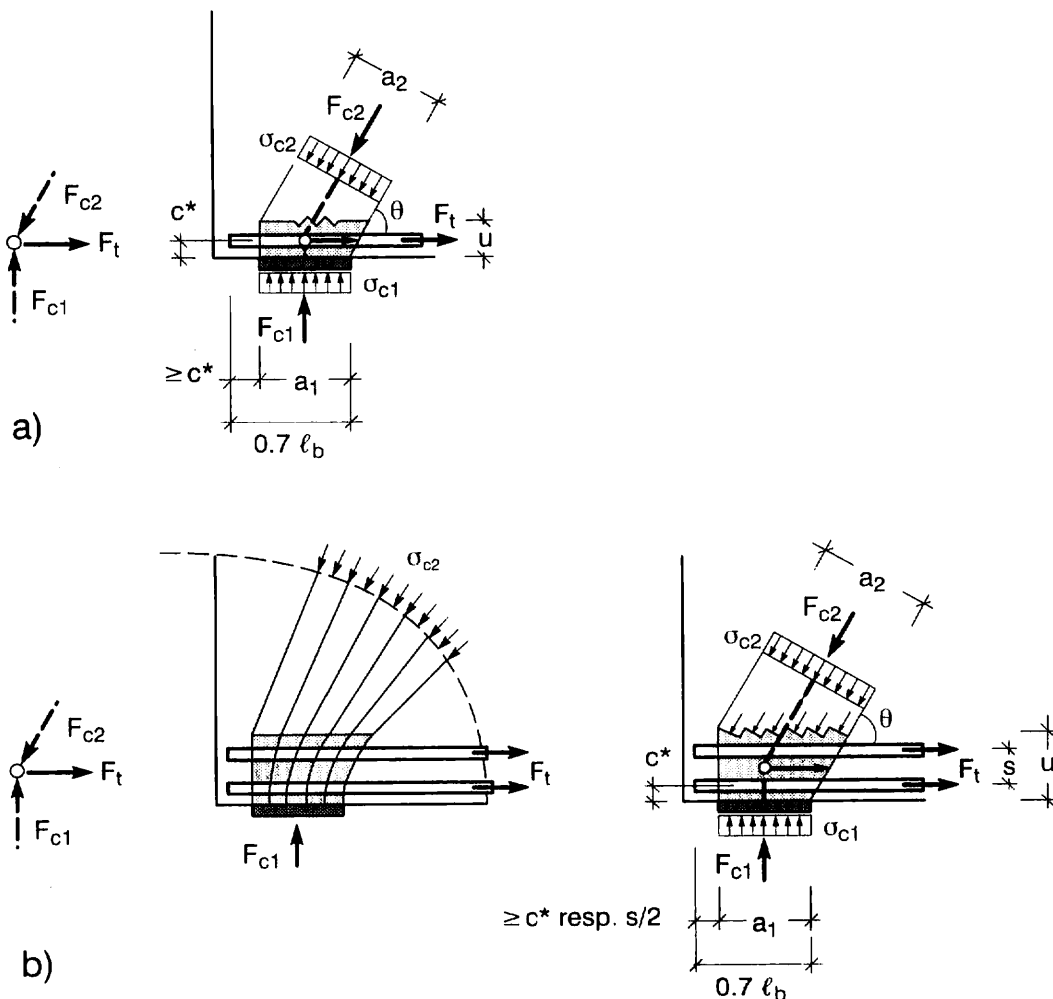 a₂
F_c2
σ_c2
θ
F_t
u
c*
F_c2
F_t
F_c1
σ_c1
F_c1
≥ c*
a₁
0.7 ℓ_b
a)
σ_c2
a₂
F_c2
σ_c2
θ
c*
F_t
s
u
F_c2
F_t
F_c1
F_t
F_c1
σ_c1
F_c1
≥ c* resp. s/2
a₁
0.7 ℓ_b
b)